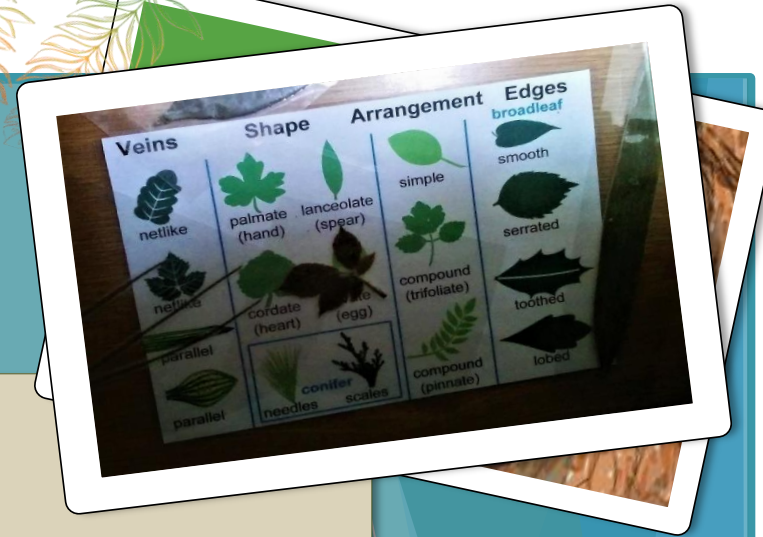 Veins
netlike
netlike
parallel
parallel
Shape
palmate
(hand)
lanceolate
(spear)
cordate
(heart)
(egg)
conifer
needles
scales
Arrangement
simple
compound
(trifoliate)
compound
(pinnate)
Edges
broadleaf
smooth
serrated
toothed
lobed